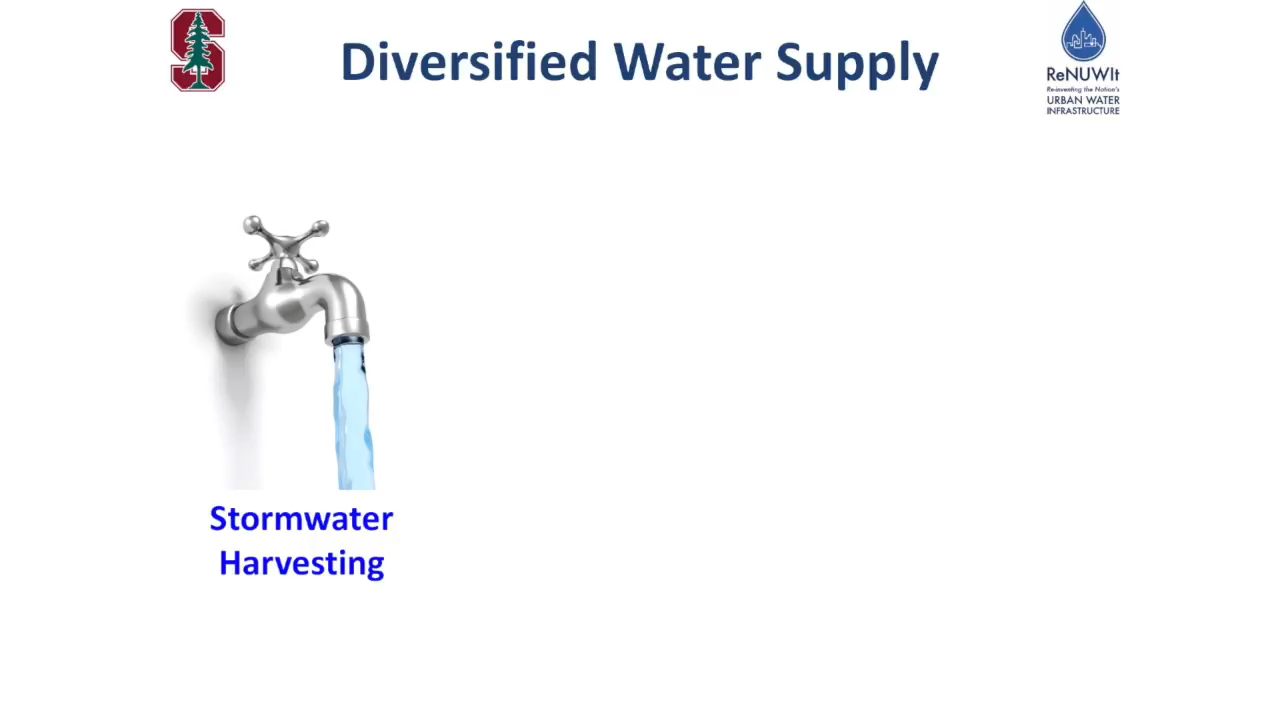 Diversified Water Supply
ReNUWIt
Re-inventing the Nation's
URBAN WATER
INFRASTRUCTURE
Stormwater
Harvesting